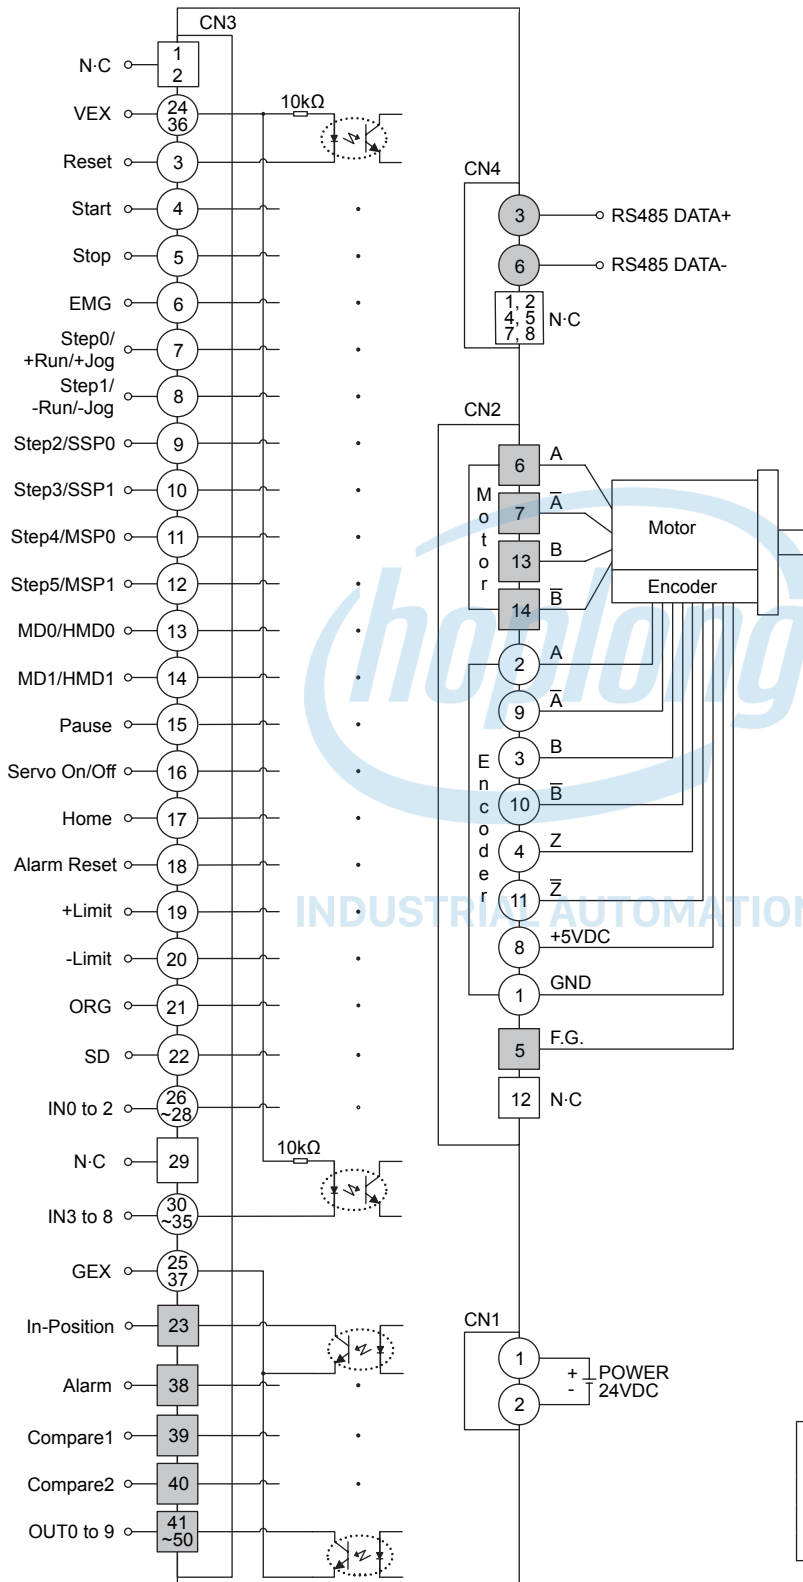 CN3
N·C
1
2
VEX
24
36
10kΩ
Reset
3
Start
4
Stop
5
EMG
6
Step0/
+Run/+Jog
7
Step1/
-Run/-Jog
8
Step2/SSP0
9
Step3/SSP1
10
Step4/MSP0
11
Step5/MSP1
12
MD0/HMD0
13
MD1/HMD1
14
Pause
15
Servo On/Off
16
Home
17
Alarm Reset
18
+Limit
19
-Limit
20
ORG
21
SD
22
IN0 to 2
26
~28
N·C
29
10kΩ
IN3 to 8
30
~35
GEX
25
37
In-Position
23
Alarm
38
Compare1
39
Compare2
40
OUT0 to 9
41
~50
CN4
3
RS485 DATA+
6
RS485 DATA-
1, 2
4, 5
7, 8
N·C
CN2
Motor
6
A
7
A̅
13
B
14
B̅
Motor
Encoder
Encoder
2
A
9
A̅
3
B
10
B̅
4
Z
11
Z̅
8
+5VDC
1
GND
5
F.G.
12
N·C
hoplong
INDUSTRIAL AUTOMATION
CN1
1
2
+
-
POWER
24VDC